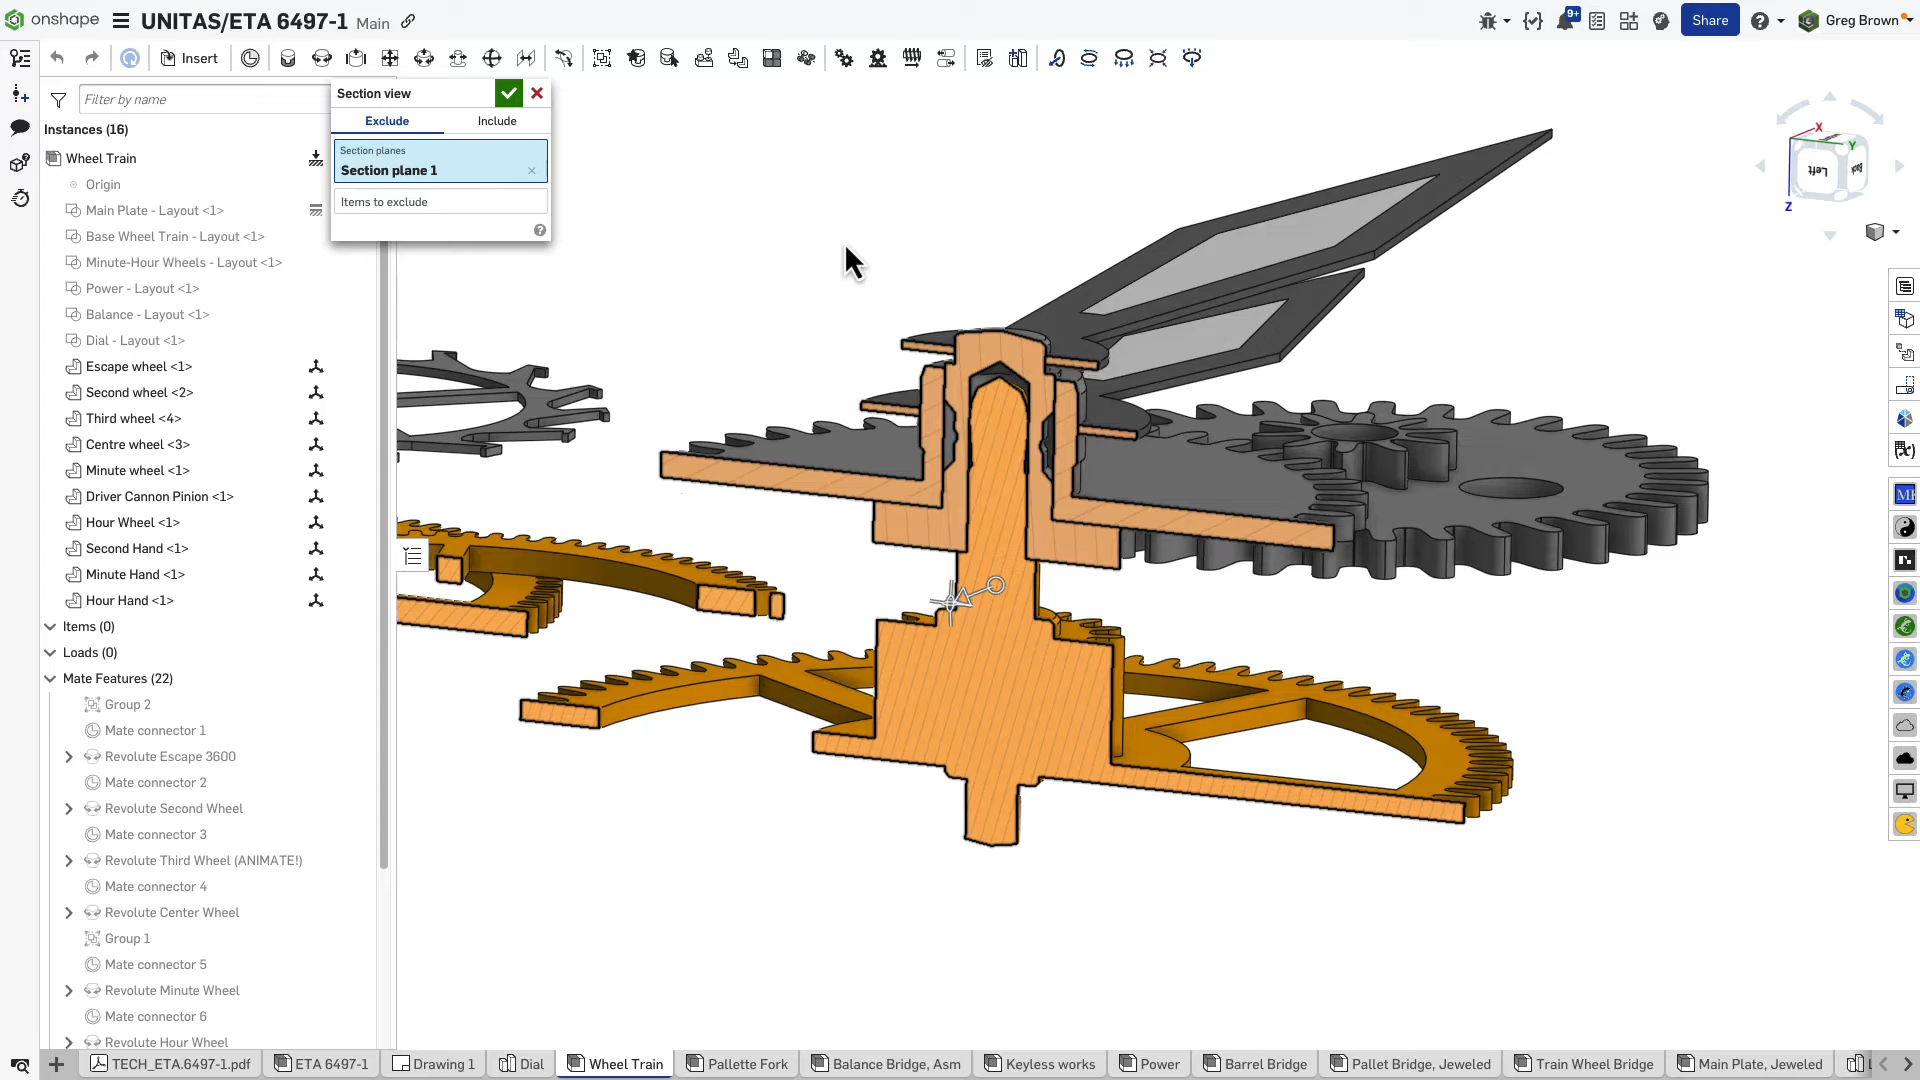 onshape
UNITAS/ETA 6497-1 Main
9+
Share
Greg Brown
Insert
Filter by name
Section view
Exclude
Include
Section planes
Section plane 1
Items to exclude
Instances (16)
Wheel Train
Origin
Main Plate - Layout <1>
Base Wheel Train - Layout <1>
Minute-Hour Wheels - Layout <1>
Power - Layout <1>
Balance - Layout <1>
Dial - Layout <1>
Escape wheel <1>
Second wheel <2>
Third wheel <4>
Centre wheel <3>
Minute wheel <1>
Driver Cannon Pinion <1>
Hour Wheel <1>
Second Hand <1>
Minute Hand <1>
Hour Hand <1>
Items (0)
Loads (0)
Mate Features (22)
Group 2
Mate connector 1
Revolute Escape 3600
Mate connector 2
Revolute Second Wheel
Mate connector 3
Revolute Third Wheel (ANIMATE!)
Mate connector 4
Revolute Center Wheel
Group 1
Mate connector 5
Revolute Minute Wheel
Mate connector 6
Revolute Hour Wheel
X
Y
Z
Left
Back
(x)
TECH_ETA.6497-1.pdf
ETA 6497-1
Drawing 1
Dial
Wheel Train
Pallette Fork
Balance Bridge, Asm
Keyless works
Power
Barrel Bridge
Pallet Bridge, Jeweled
Train Wheel Bridge
Main Plate, Jeweled